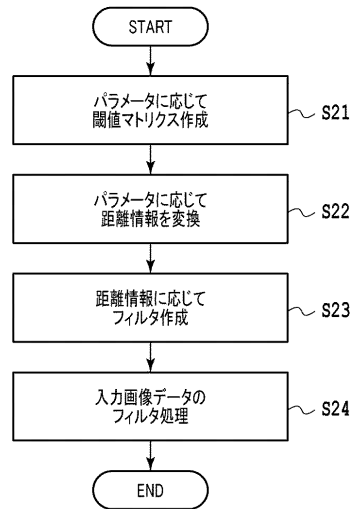 START
パラメータに応じて
閾値マトリクス作成
S21
パラメータに応じて
距離情報を変換
S22
距離情報に応じて
フィルタ作成
S23
入力画像データの
フィルタ処理
S24
END